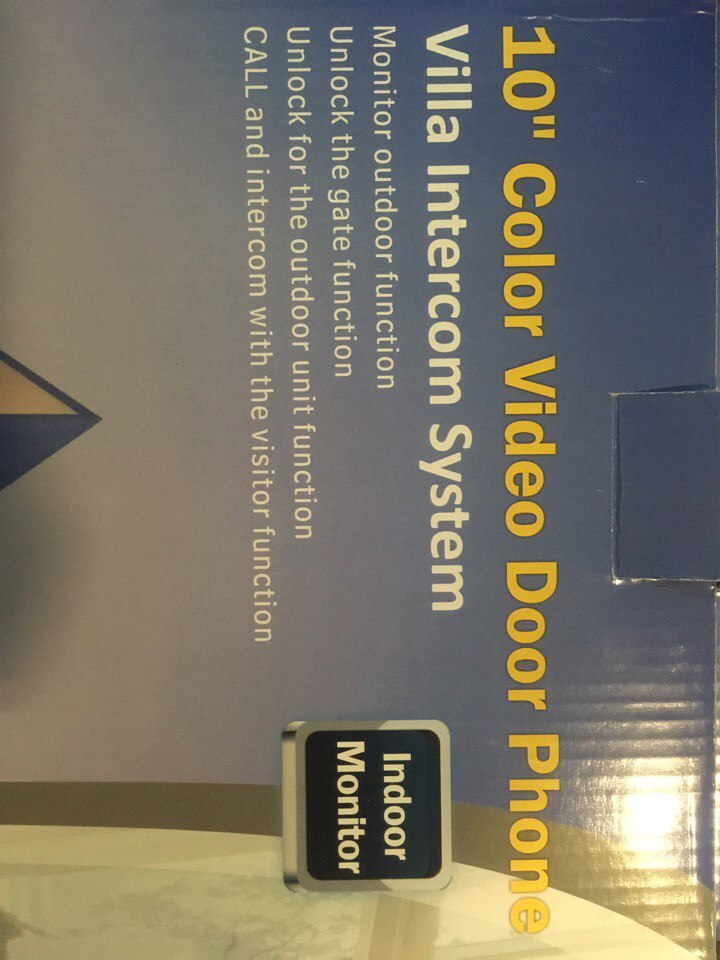 10" Color Video Door Phone
Villa Intercom System
Monitor outdoor function
Unlock the gate function
Unlock for the outdoor unit function
CALL and intercom with the visitor function
Indoor
Monitor